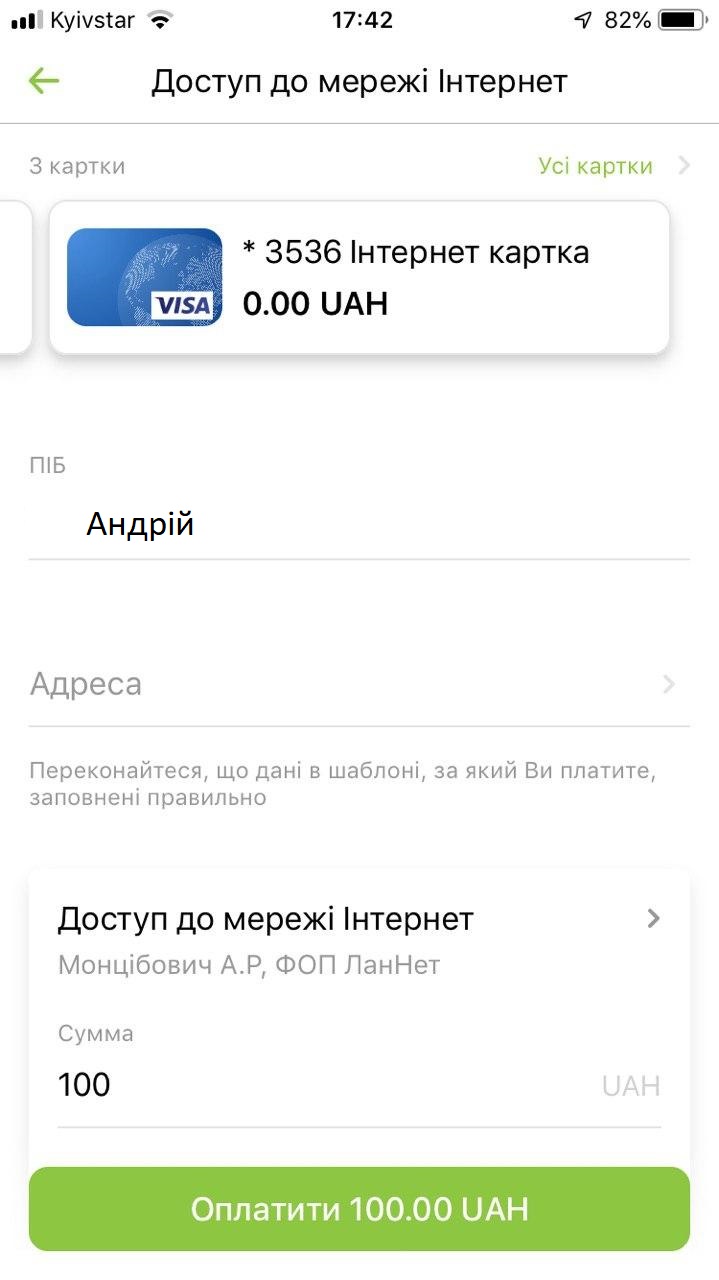 Kyivstar 17:42 82%
Доступ до мережі Інтернет
З картки Усі картки
* 3536 Інтернет картка
VISA
0.00 UAH
ПІБ
Андрій
Адреса
Переконайтеся, що дані в шаблоні, за який Ви платите,
заповнені правильно
Доступ до мережі Інтернет
Монцібович А.Р, ФОП ЛанНет
Сумма
100 UAH
Оплатити 100.00 UAH